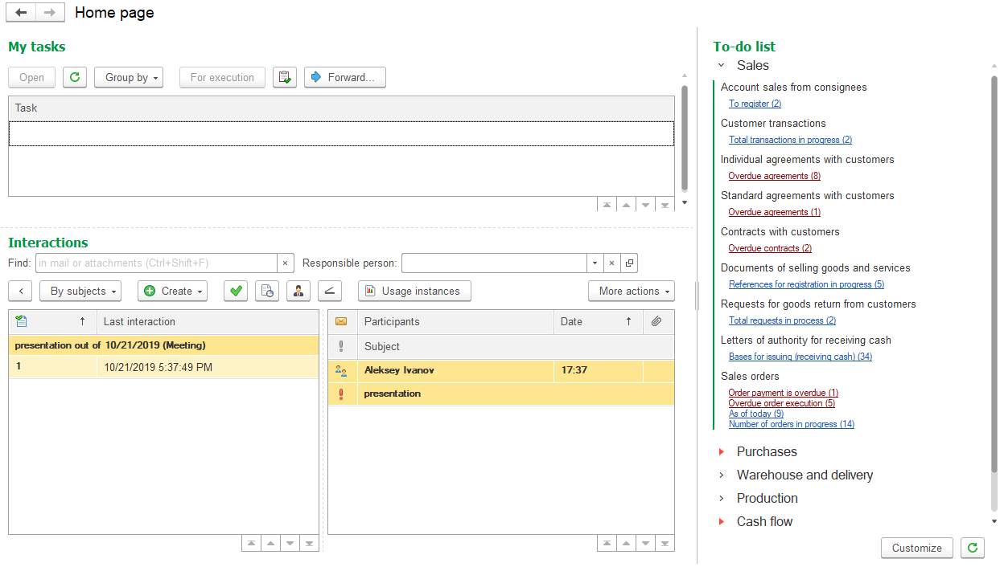 Home page
My tasks
Open
Group by
For execution
Forward...
Task
Interactions
Find: in mail or attachments (Ctrl+Shift+F)
Responsible person:
By subjects
Create
Usage instances
More actions
Last interaction
presentation out of 10/21/2019 (Meeting)
1 10/21/2019 5:37:49 PM
Participants Date
Subject
Aleksey Ivanov 17:37
presentation
To-do list
Sales
Account sales from consignees
To register (2)
Customer transactions
Total transactions in progress (2)
Individual agreements with customers
Overdue agreements (8)
Standard agreements with customers
Overdue agreements (1)
Contracts with customers
Overdue contracts (2)
Documents of selling goods and services
References for registration in progress (5)
Requests for goods return from customers
Total requests in process (2)
Letters of authority for receiving cash
Bases for issuing (receiving cash) (34)
Sales orders
Order payment is overdue (1)
Overdue order execution (5)
As of today (9)
Number of orders in progress (14)
Purchases
Warehouse and delivery
Production
Cash flow
Customize